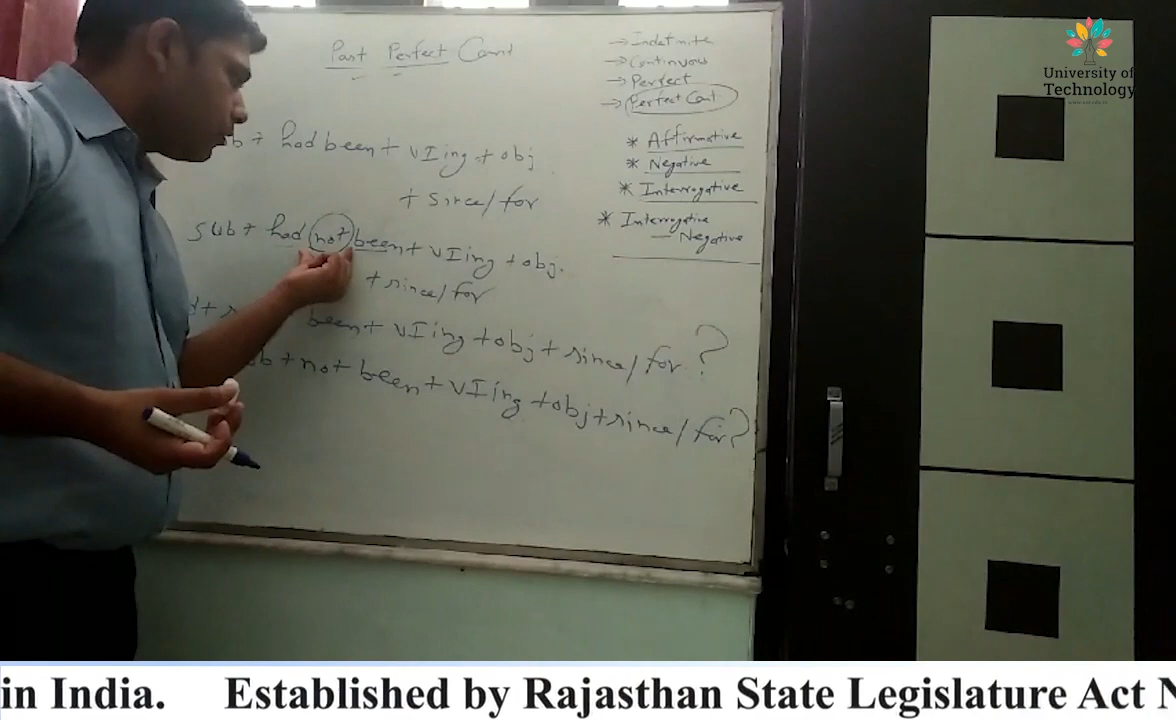 Past Perfect Cont
→ Indefinite
→ Continuous
→ Perfect
→ Perfect Cont
* Affirmative
* Negative
* Interrogative
* Interrogative
– Negative
+ had been + VIing + obj
+ since/for
sub + had not been + VIing + obj.
+ since/for
been + VIing + obj + since/for ?
+ not been + VIing + obj + since/for?
University of
Technology
in India. Established by Rajasthan State Legislature Act N